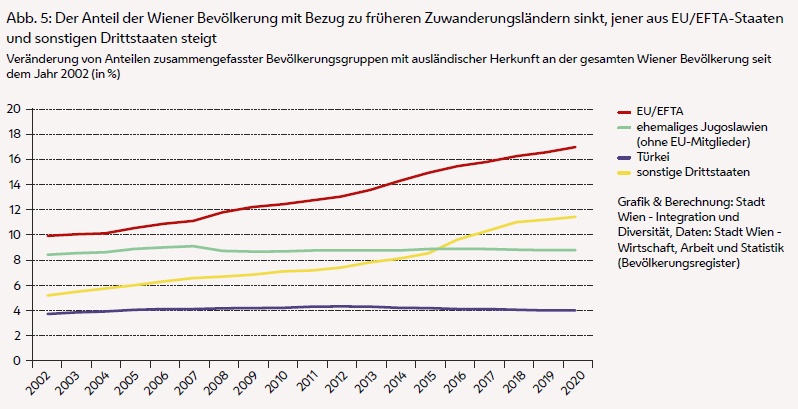 Abb. 5: Der Anteil der Wiener Bevölkerung mit Bezug zu früheren Zuwanderungsländern sinkt, jener aus EU/EFTA-Staaten
und sonstigen Drittstaaten steigt
Veränderung von Anteilen zusammengefasster Bevölkerungsgruppen mit ausländischer Herkunft an der gesamten Wiener Bevölkerung seit
dem Jahr 2002 (in %)
20
18
16
14
12
10
8
6
4
2
0
2002 2003 2004 2005 2006 2007 2008 2009 2010 2011 2012 2013 2014 2015 2016 2017 2018 2019 2020
EU/EFTA
ehemaliges Jugoslawien
(ohne EU-Mitglieder)
Türkei
sonstige Drittstaaten
Grafik & Berechnung: Stadt
Wien - Integration und
Diversität, Daten: Stadt Wien -
Wirtschaft, Arbeit und Statistik
(Bevölkerungsregister)